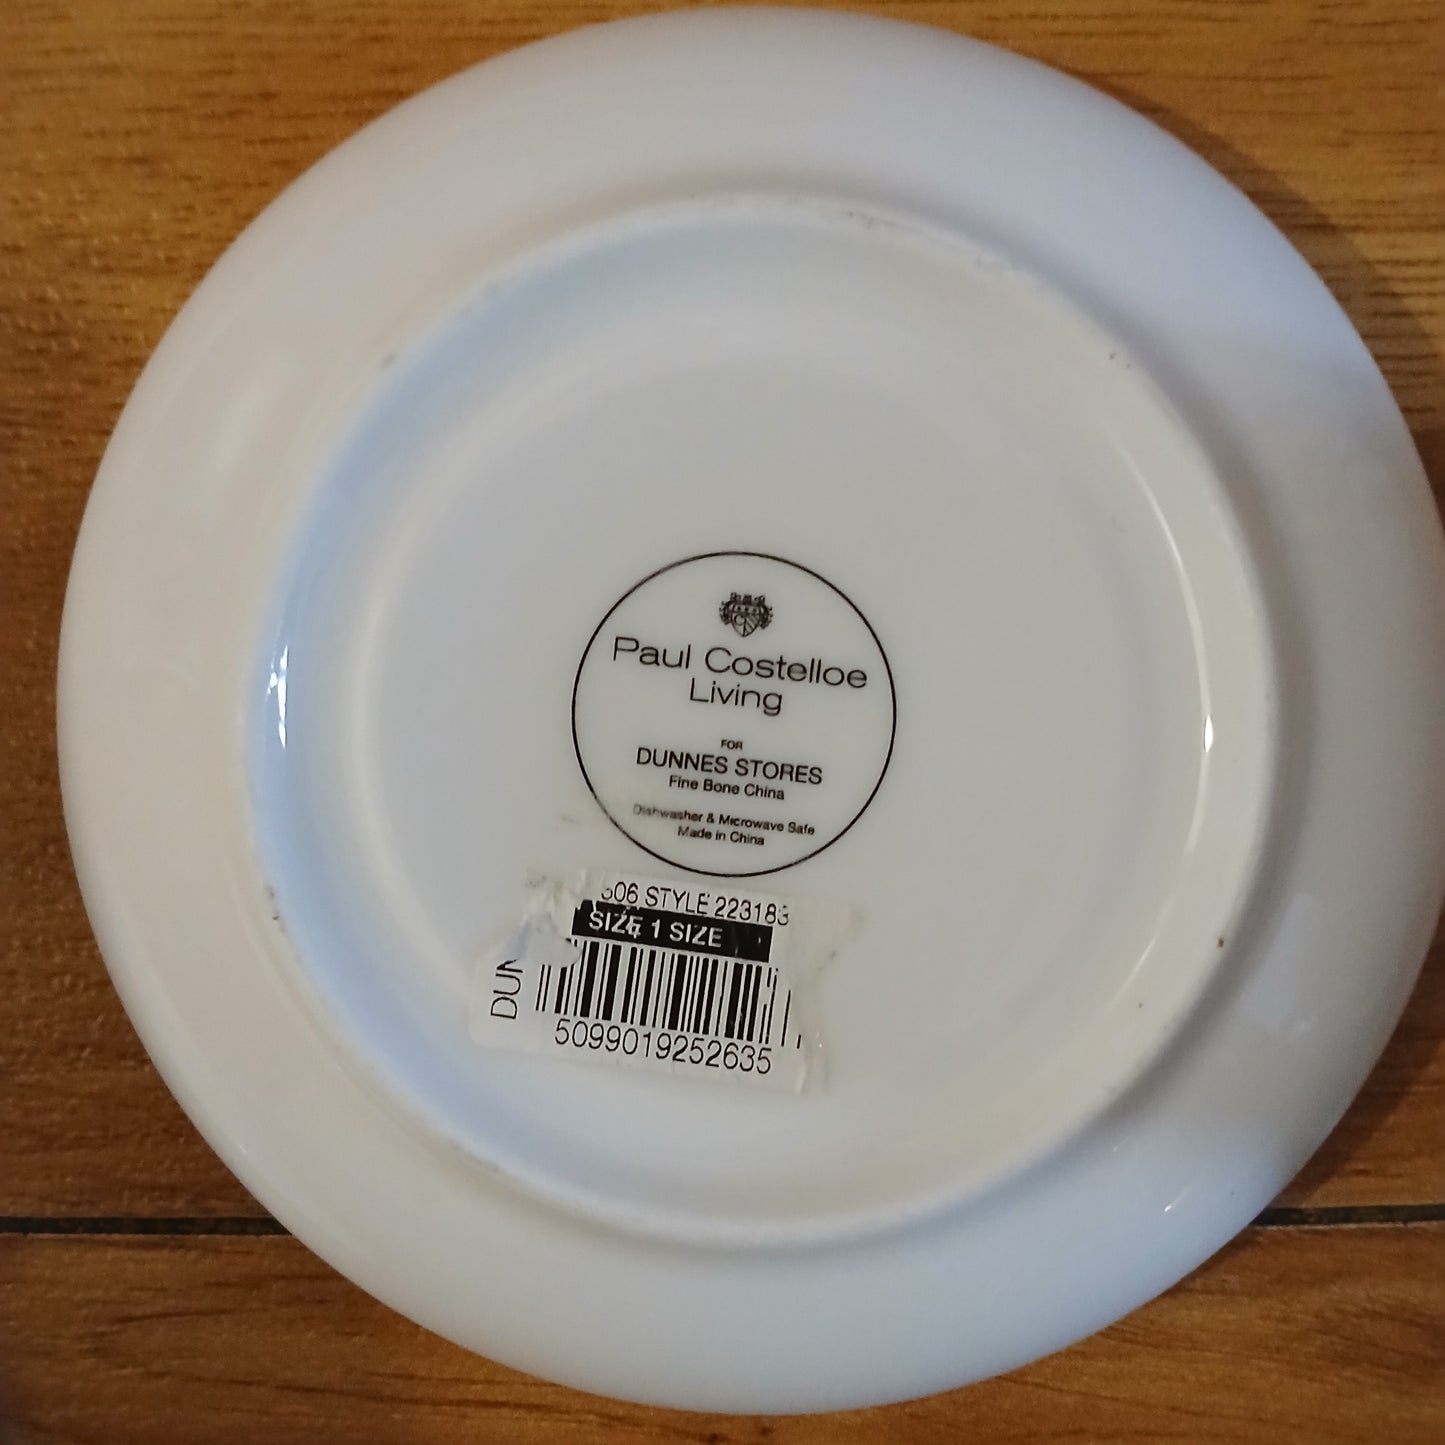 Paul Costelloe
Living
FOR
DUNNES STORES
Fine Bone China
Dishwasher & Microwave Safe
Made in China
STYLE 223183
SIZE 1 SIZE
DUN
5099019252635